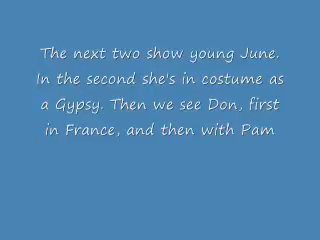 The next two show young June.
In the second she's in costume as
a Gypsy. Then we see Don, first
in France, and then with Pam